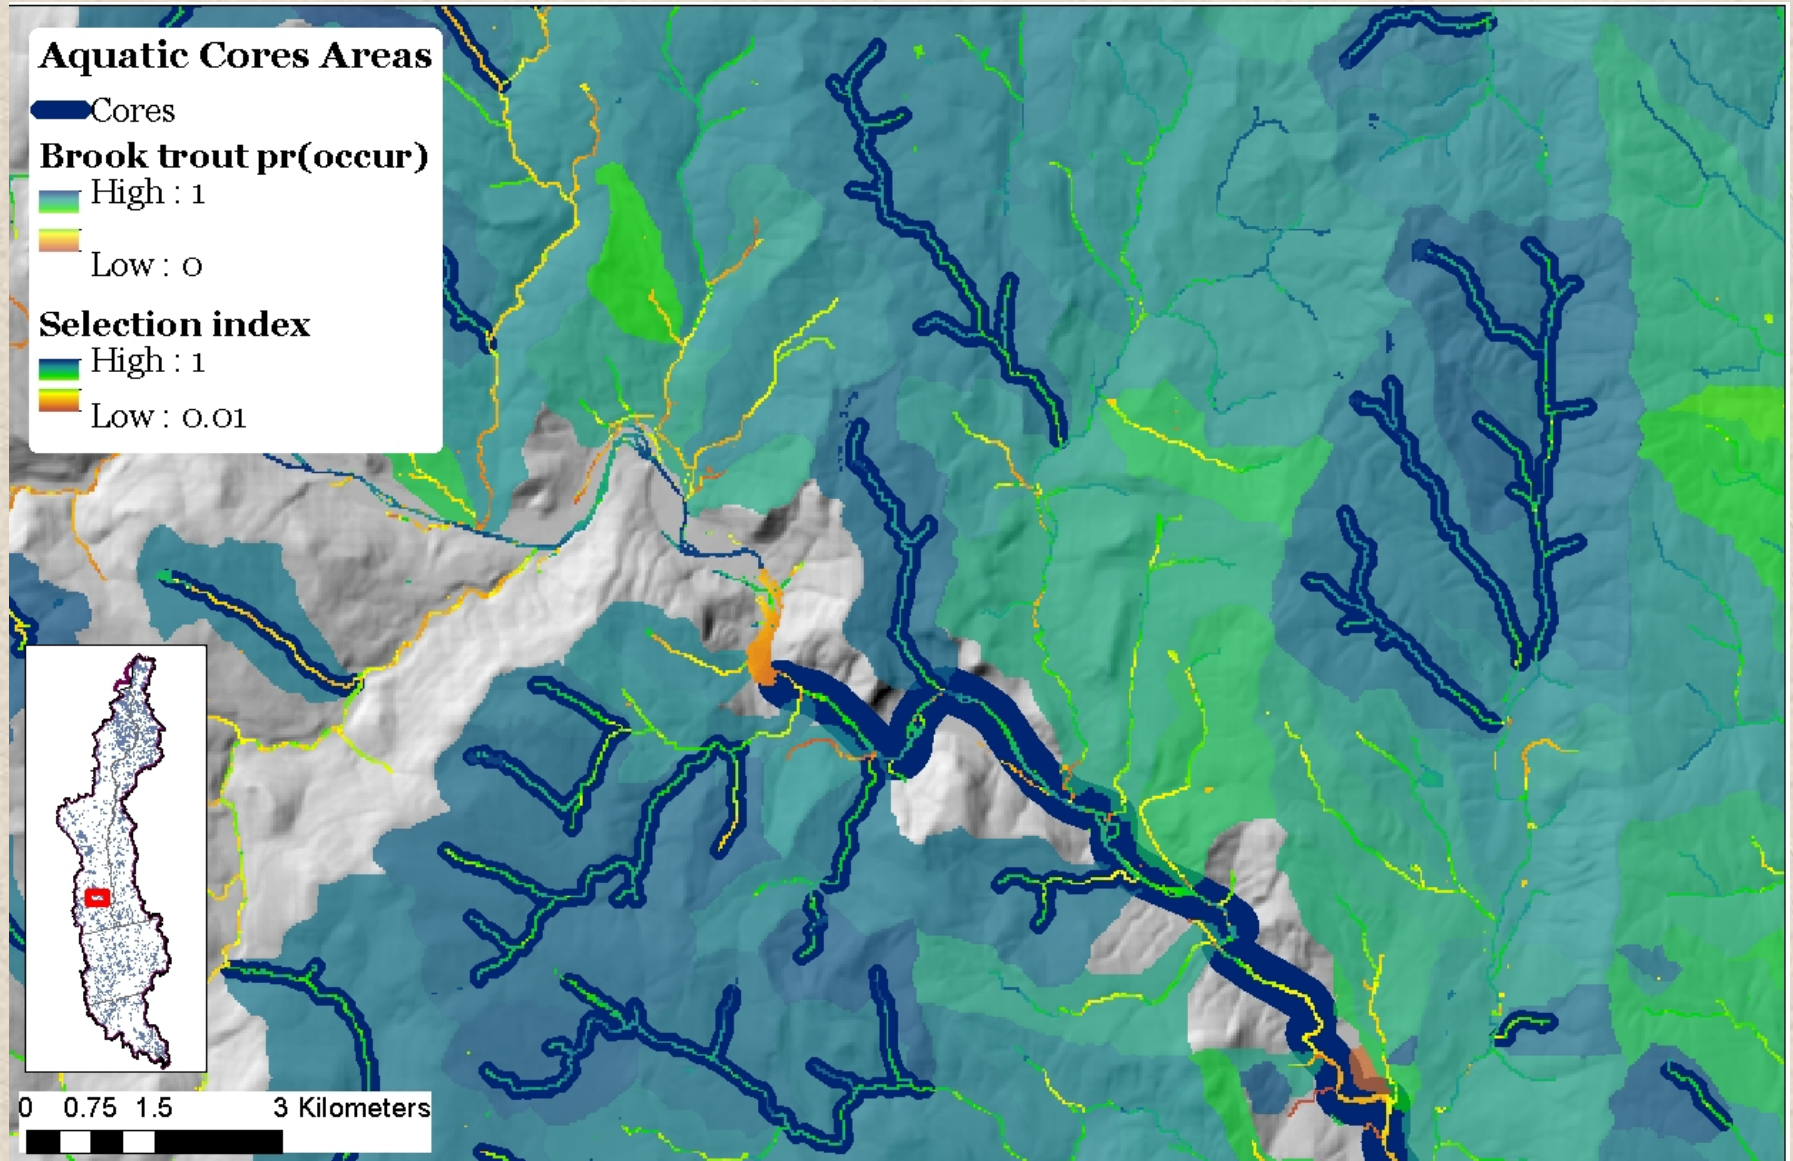 Aquatic Cores Areas
Cores
Brook trout pr(occur)
High : 1
Low : 0
Selection index
High : 1
Low : 0.01
0 0.75 1.5 3 Kilometers